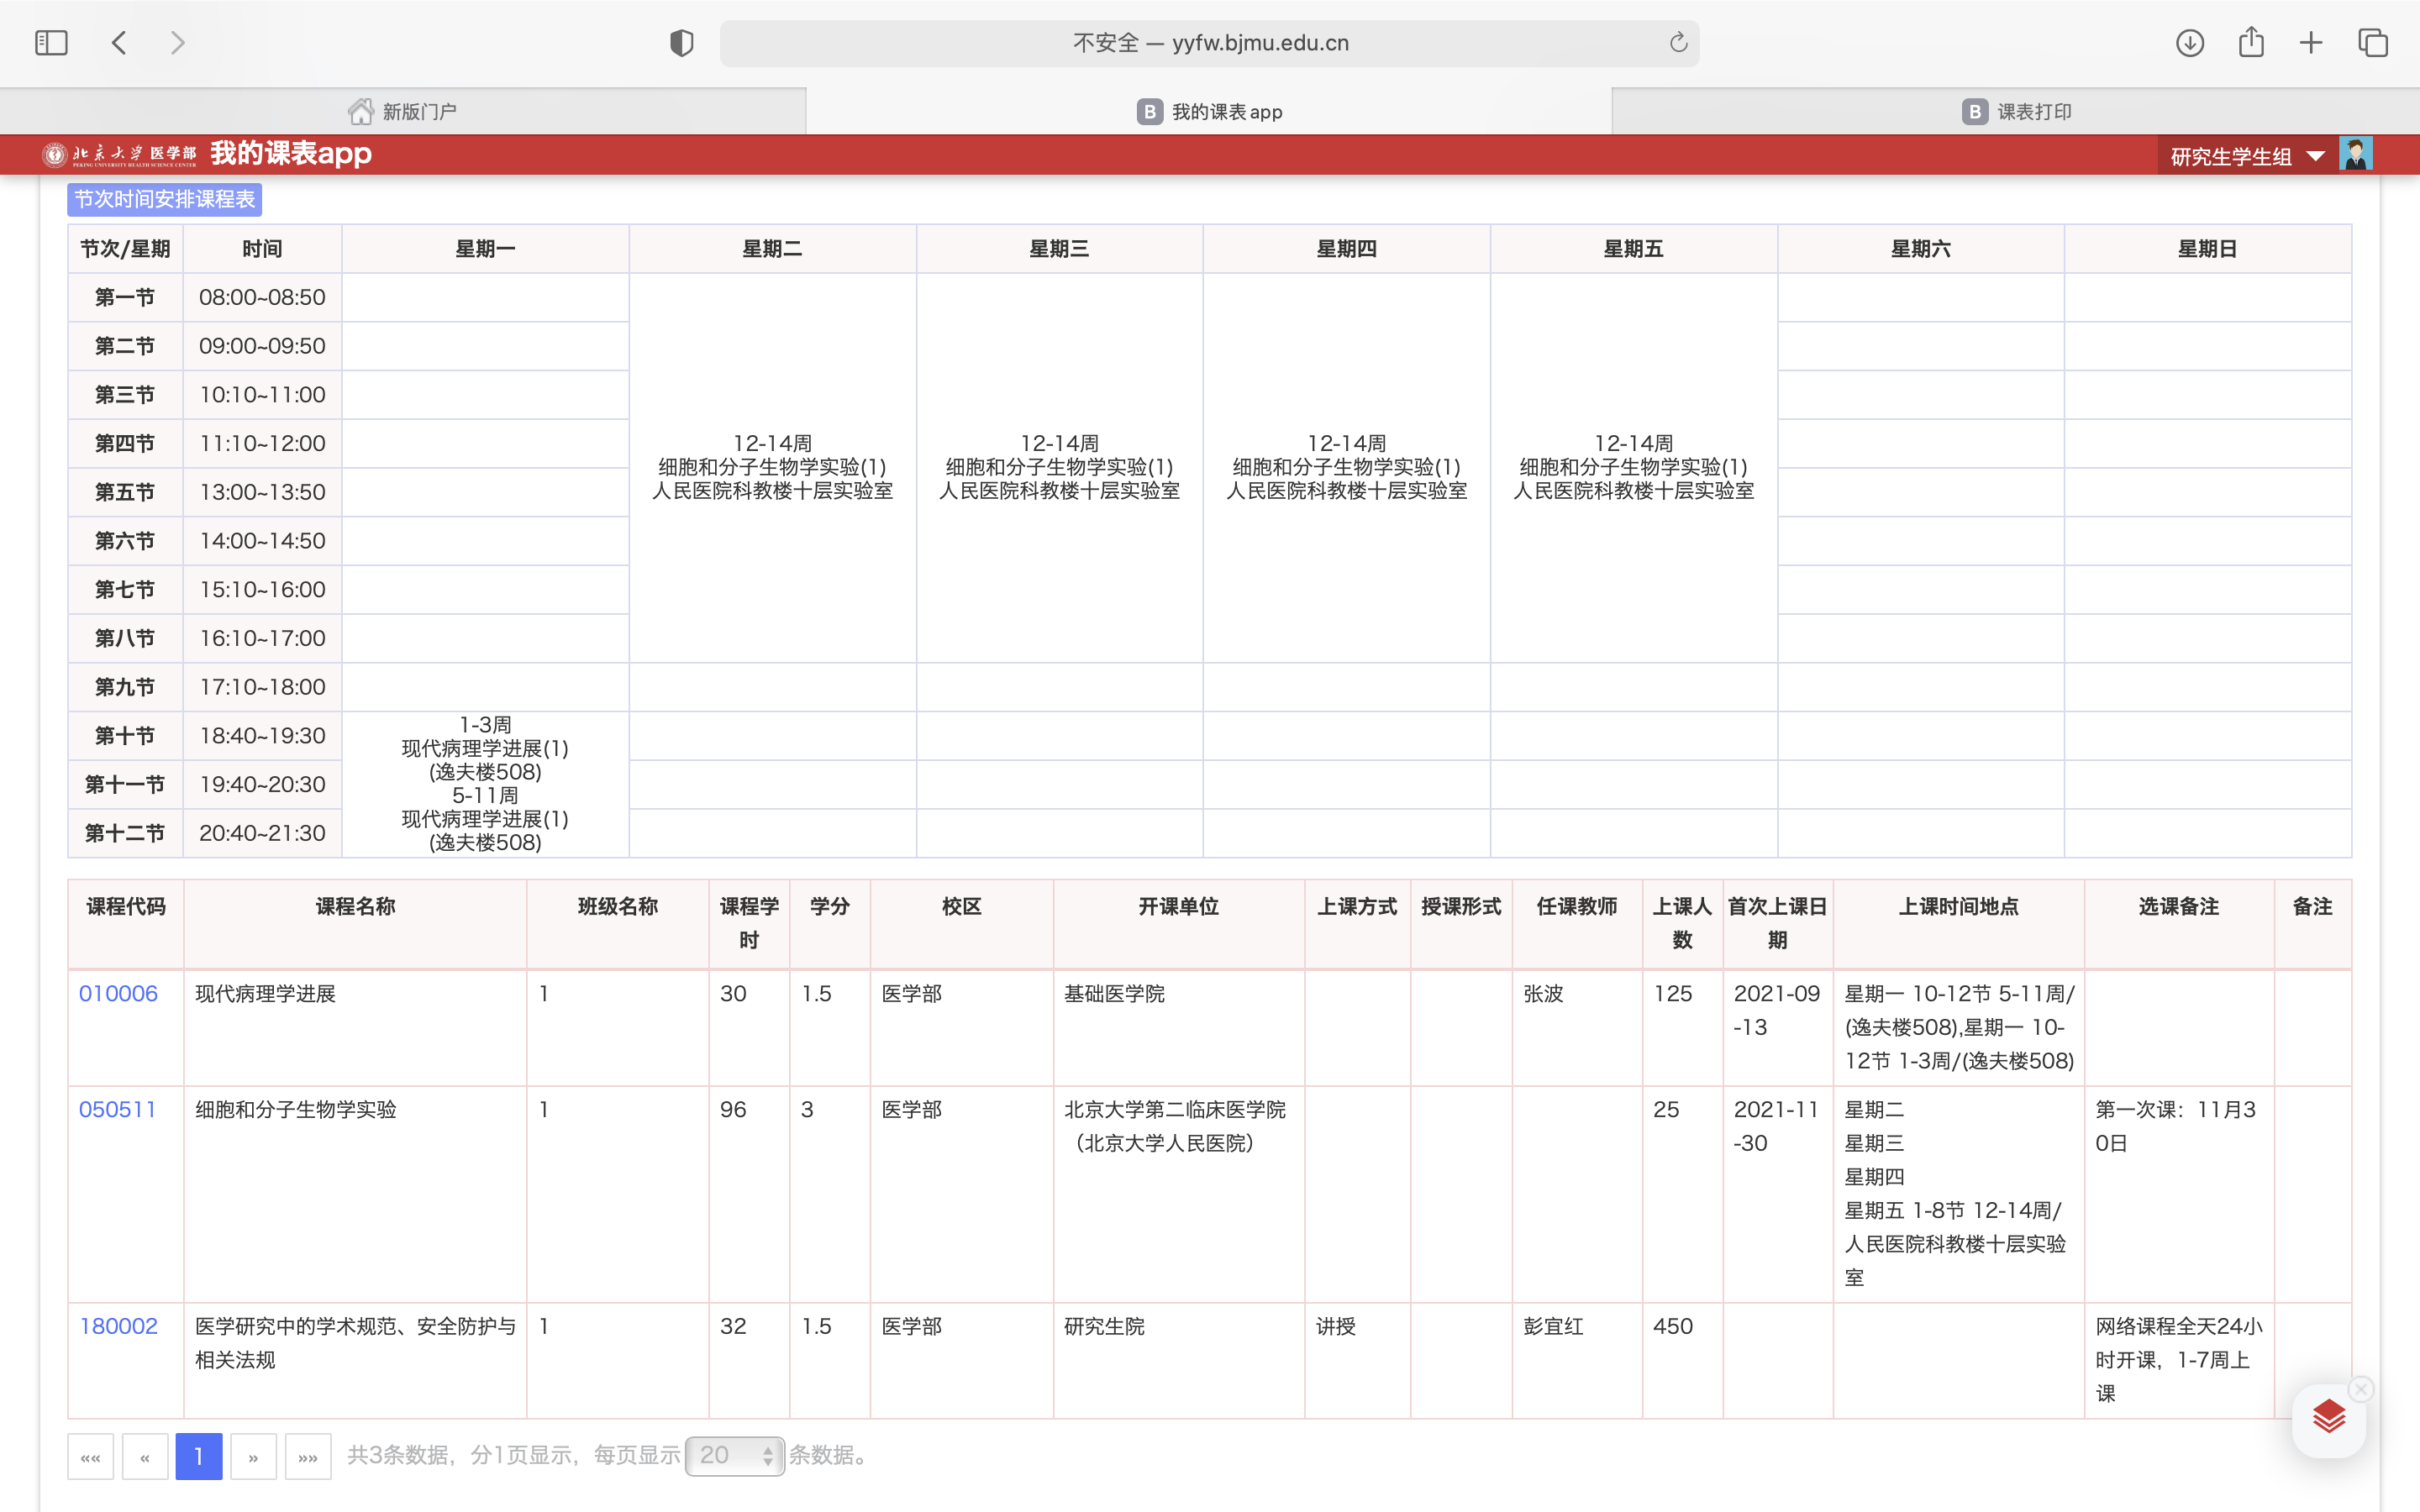 不安全 — yyfw.bjmu.edu.cn
新版门户
B 我的课表 app
B 课表打印
北京大学医学部 我的课表app
PEKING UNIVERSITY HEALTH SCIENCE CENTER
研究生学生组
节次时间安排课程表
节次/星期 时间 星期一 星期二 星期三 星期四 星期五 星期六 星期日
第一节 08:00~08:50
第二节 09:00~09:50
第三节 10:10~11:00
第四节 11:10~12:00
第五节 13:00~13:50
第六节 14:00~14:50
第七节 15:10~16:00
第八节 16:10~17:00
第九节 17:10~18:00
第十节 18:40~19:30
第十一节 19:40~20:30
第十二节 20:40~21:30
1-3周
现代病理学进展(1)
(逸夫楼508)
5-11周
现代病理学进展(1)
(逸夫楼508)
12-14周
细胞和分子生物学实验(1)
人民医院科教楼十层实验室
12-14周
细胞和分子生物学实验(1)
人民医院科教楼十层实验室
12-14周
细胞和分子生物学实验(1)
人民医院科教楼十层实验室
12-14周
细胞和分子生物学实验(1)
人民医院科教楼十层实验室
课程代码 课程名称 班级名称 课程学 学分 校区 开课单位 上课方式 授课形式 任课教师 上课人 首次上课日 上课时间地点 选课备注 备注
时 数 期
010006 现代病理学进展 1 30 1.5 医学部 基础医学院 张波 125 2021-09 星期一 10-12节 5-11周/
-13 (逸夫楼508),星期一 10-
12节 1-3周/(逸夫楼508)
050511 细胞和分子生物学实验 1 96 3 医学部 北京大学第二临床医学院 25 2021-11 星期二 第一次课：11月3
（北京大学人民医院） -30 星期三 0日
星期四
星期五 1-8节 12-14周/
人民医院科教楼十层实验
室
180002 医学研究中的学术规范、安全防护与 1 32 1.5 医学部 研究生院 讲授 彭宜红 450 网络课程全天24小
相关法规 时开课，1-7周上
课
«« « 1 » »» 共3条数据，分1页显示，每页显示 20 条数据。